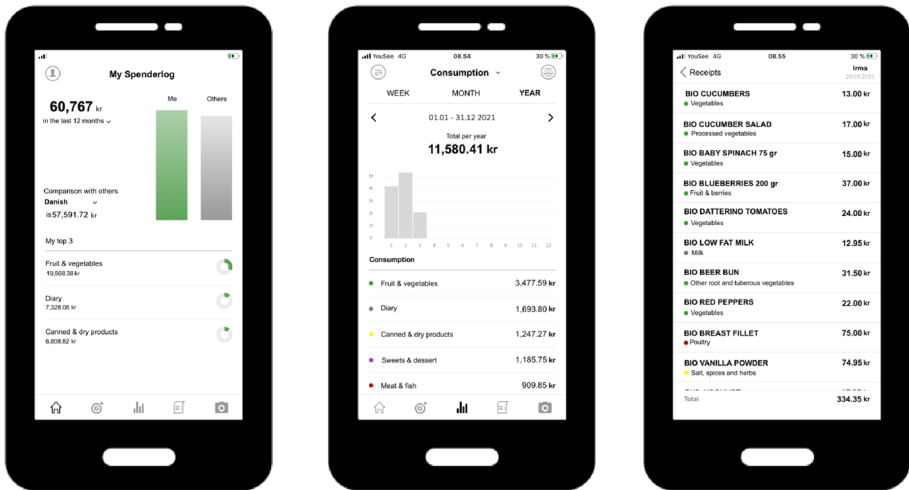 My Spenderlog
60,767 kr
in the last 12 months
Me
Others
Comparison with others
Danish
is 57,591.72 kr
My top 3
Fruit & vegetables
19,568.38 kr
Diary
7,328.06 kr
Canned & dry products
6,808.82 kr
YouSee 4G 08.54 30 %
Consumption
WEEK MONTH YEAR
01.01 - 31.12 2021
Total per year
11,580.41 kr
5k
4k
3k
2k
1k
0
1 2 3 4 5 6 7 8 9 10 11 12
Consumption
Fruit & vegetables 3,477.59 kr
Diary 1,693.80 kr
Canned & dry products 1,247.27 kr
Sweets & dessert 1,185.75 kr
Meat & fish 909.85 kr
YouSee 4G 08.55 30 %
Receipts
Irma
26.03.2021
BIO CUCUMBERS 13.00 kr
Vegetables
BIO CUCUMBER SALAD 17.00 kr
Processed vegetables
BIO BABY SPINACH 75 gr 15.00 kr
Vegetables
BIO BLUEBERRIES 200 gr 37.00 kr
Fruit & berries
BIO DATTERINO TOMATOES 24.00 kr
Vegetables
BIO LOW FAT MILK 12.95 kr
Milk
BIO BEER BUN 31.50 kr
Other root and tuberous vegetables
BIO RED PEPPERS 22.00 kr
Vegetables
BIO BREAST FILLET 75.00 kr
Poultry
BIO VANILLA POWDER 74.95 kr
Salt, spices and herbs
Total 334.35 kr